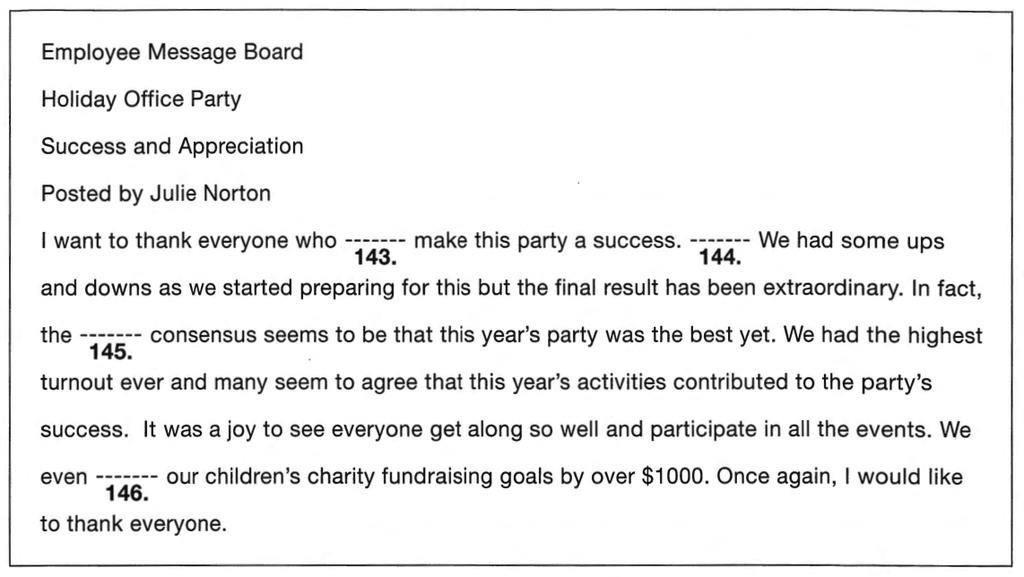 Employee Message Board
Holiday Office Party
Success and Appreciation
Posted by Julie Norton
I want to thank everyone who ------- make this party a success. ------- We had some ups
143. 144.
and downs as we started preparing for this but the final result has been extraordinary. In fact,
the ------- consensus seems to be that this year's party was the best yet. We had the highest
145.
turnout ever and many seem to agree that this year's activities contributed to the party's
success. It was a joy to see everyone get along so well and participate in all the events. We
even ------- our children's charity fundraising goals by over $1000. Once again, I would like
146.
to thank everyone.